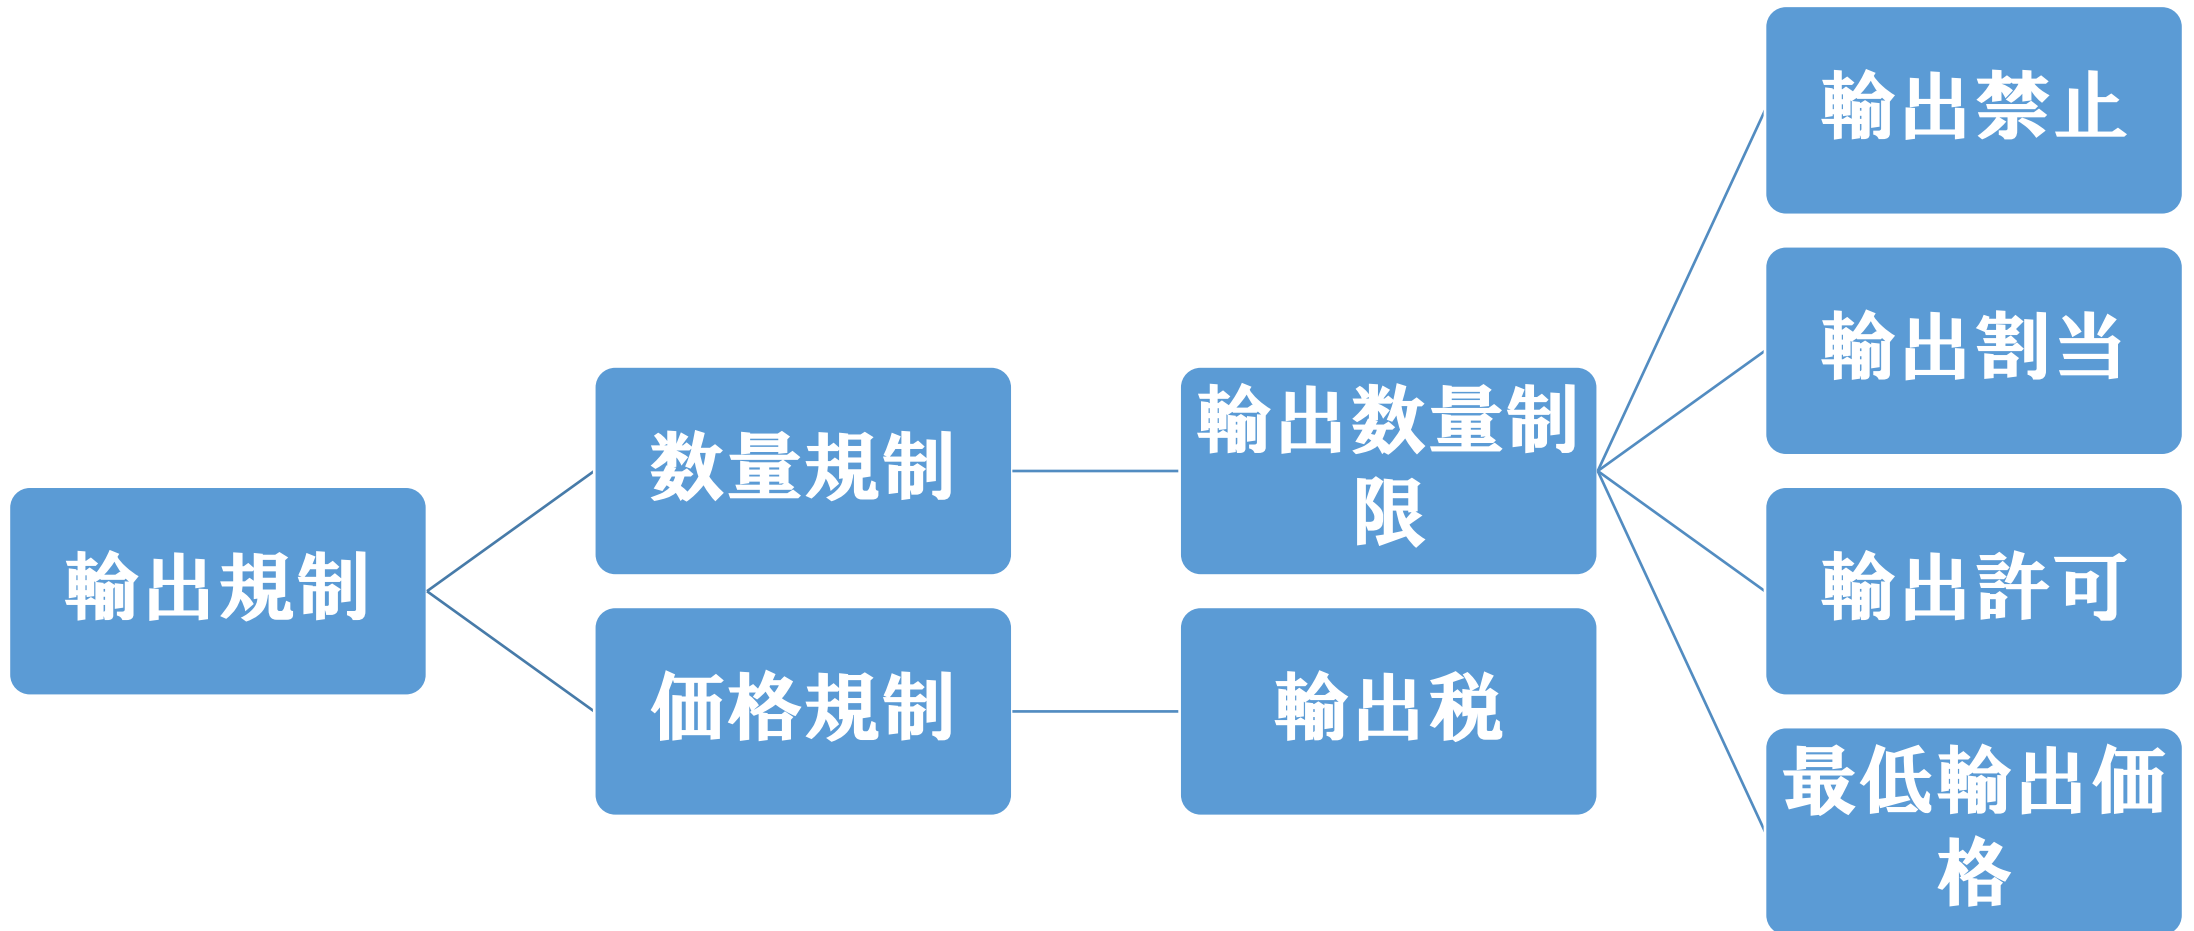 輸出規制
数量規制
価格規制
輸出数量制
限
輸出税
輸出禁止
輸出割当
輸出許可
最低輸出価
格